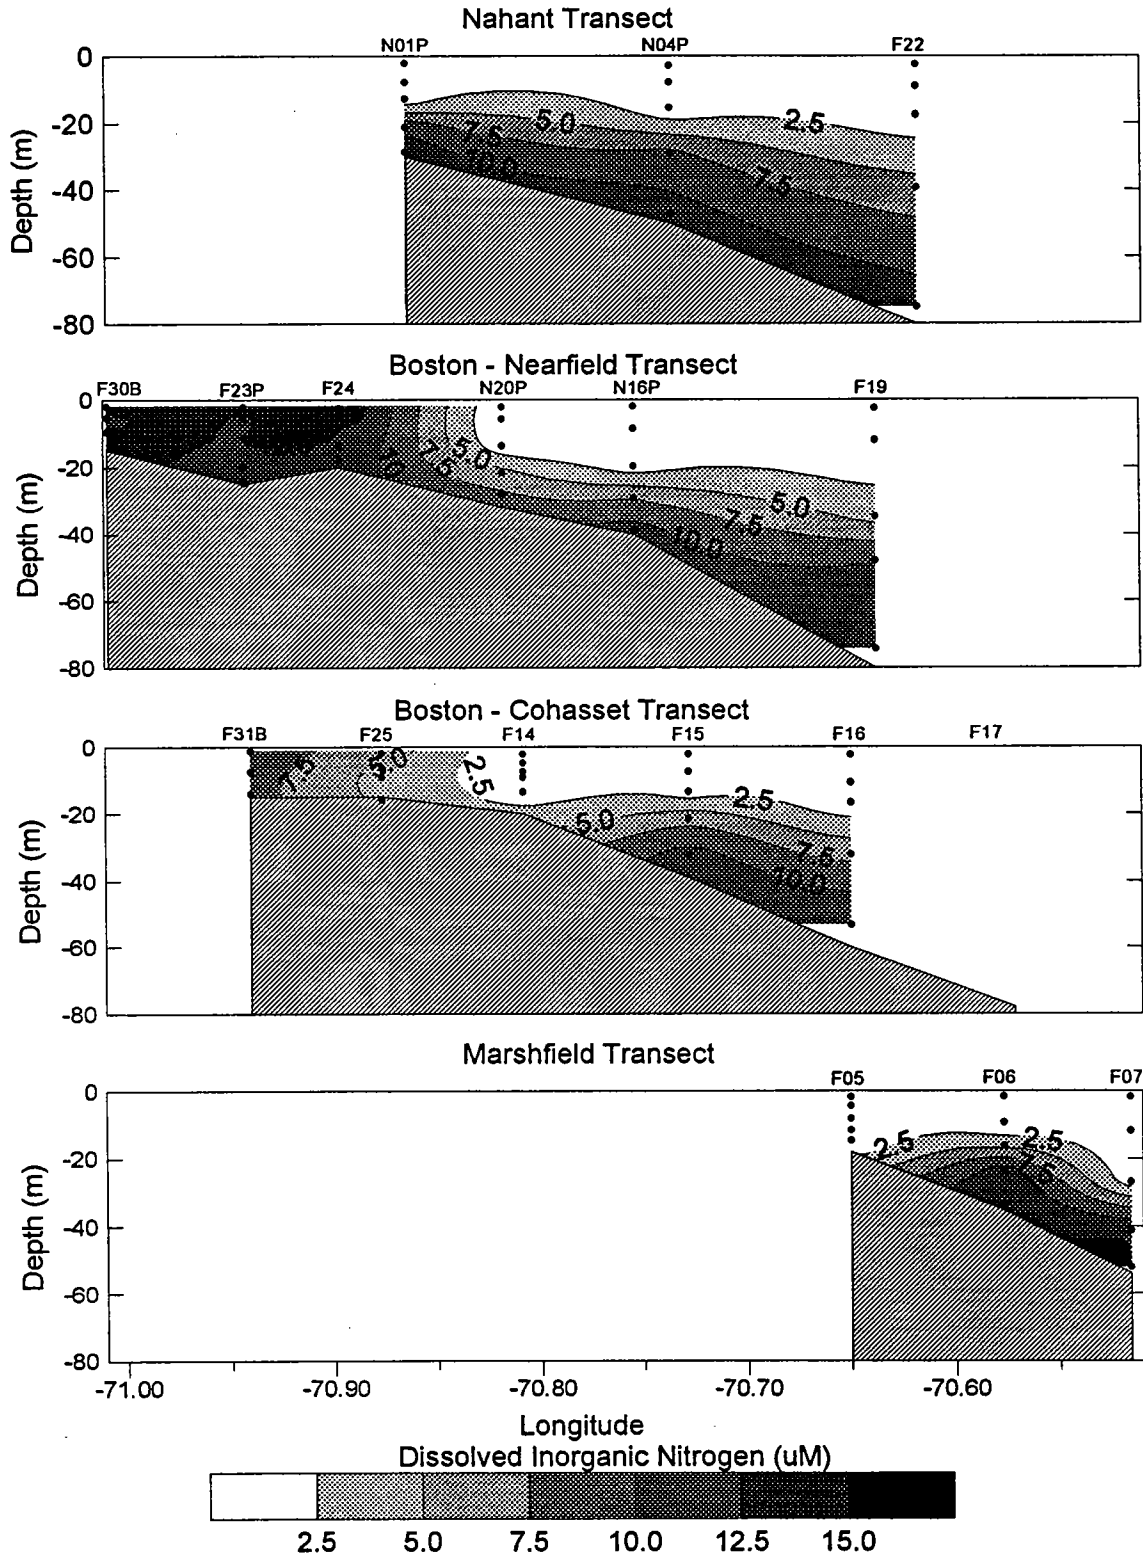 Nahant Transect
N01P N04P F22
0
-20
-40
-60
-80
Depth (m)
2.5
5.0
7.5
7.5
10.0
Boston - Nearfield Transect
F30B F23P F24 N20P N16P F19
0
-20
-40
-60
-80
Depth (m)
10
7.5
5.0
5.0
7.5
10.0
Boston - Cohasset Transect
F31B F25 F14 F15 F16 F17
0
-20
-40
-60
-80
Depth (m)
7.5
5.0
2.5
2.5
5.0
7.5
10.0
Marshfield Transect
F05 F06 F07
0
-20
-40
-60
-80
Depth (m)
2.5
2.5
7.5
-71.00 -70.90 -70.80 -70.70 -70.60
Longitude
Dissolved Inorganic Nitrogen (uM)
2.5 5.0 7.5 10.0 12.5 15.0